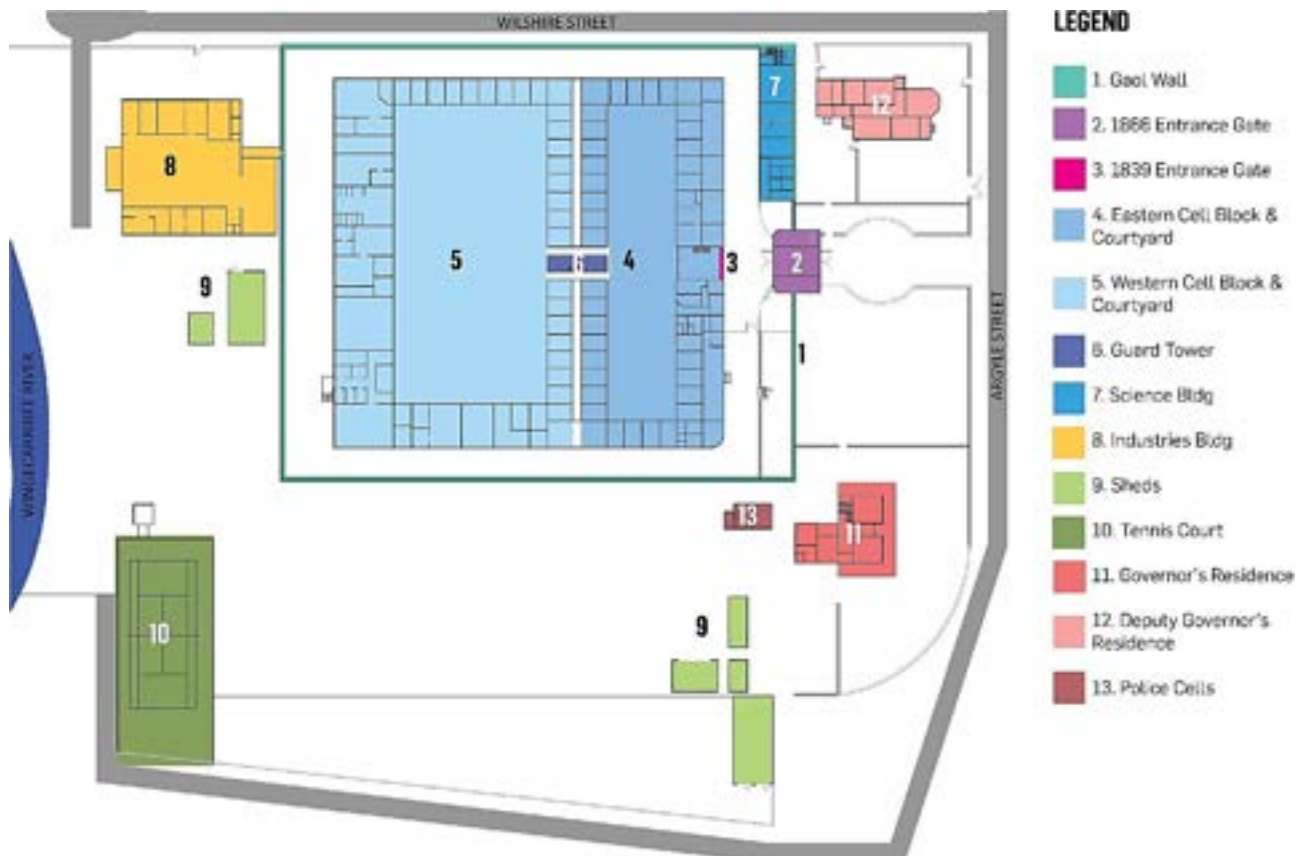 WILSHIRE STREET
LEGEND
1. Gaol Wall
2. 1866 Entrance Gate
3. 1839 Entrance Gate
4. Eastern Cell Block &
Courtyard
5. Western Cell Block &
Courtyard
6. Guard Tower
7. Science Bldg
8. Industries Bldg
9. Sheds
10. Tennis Court
11. Governor's Residence
12. Deputy Governor's
Residence
13. Police Cells
7
12
8
5
6
4
3
2
9
1
ARGYLE STREET
WINGECARRIBEE RIVER
13
11
10
9